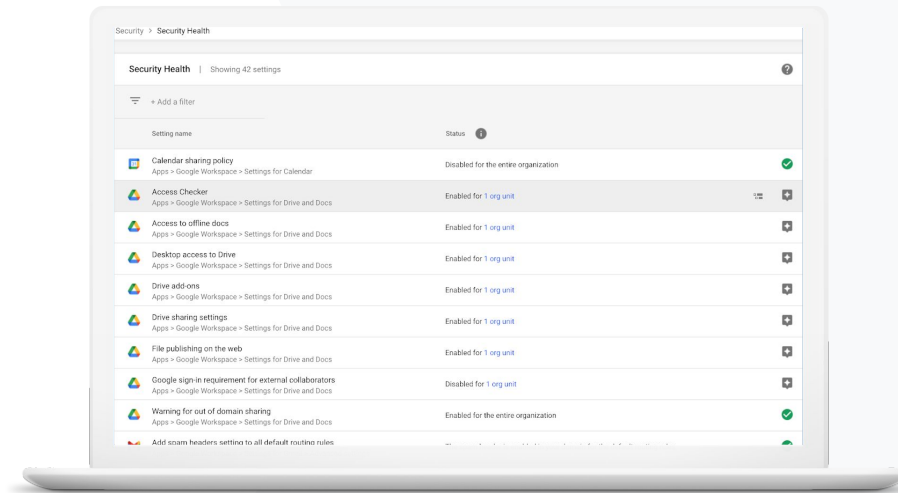 Security > Security Health
Security Health | Showing 42 settings
+ Add a filter
Setting name Status
Calendar sharing policy
Apps > Google Workspace > Settings for Calendar
Disabled for the entire organization
Access Checker
Apps > Google Workspace > Settings for Drive and Docs
Enabled for 1 org unit
Access to offline docs
Apps > Google Workspace > Settings for Drive and Docs
Enabled for 1 org unit
Desktop access to Drive
Apps > Google Workspace > Settings for Drive and Docs
Enabled for 1 org unit
Drive add-ons
Apps > Google Workspace > Settings for Drive and Docs
Enabled for 1 org unit
Drive sharing settings
Apps > Google Workspace > Settings for Drive and Docs
Enabled for 1 org unit
File publishing on the web
Apps > Google Workspace > Settings for Drive and Docs
Enabled for 1 org unit
Google sign-in requirement for external collaborators
Apps > Google Workspace > Settings for Drive and Docs
Disabled for 1 org unit
Warning for out of domain sharing
Apps > Google Workspace > Settings for Drive and Docs
Enabled for the entire organization
Add spam headers setting to all default routing rules